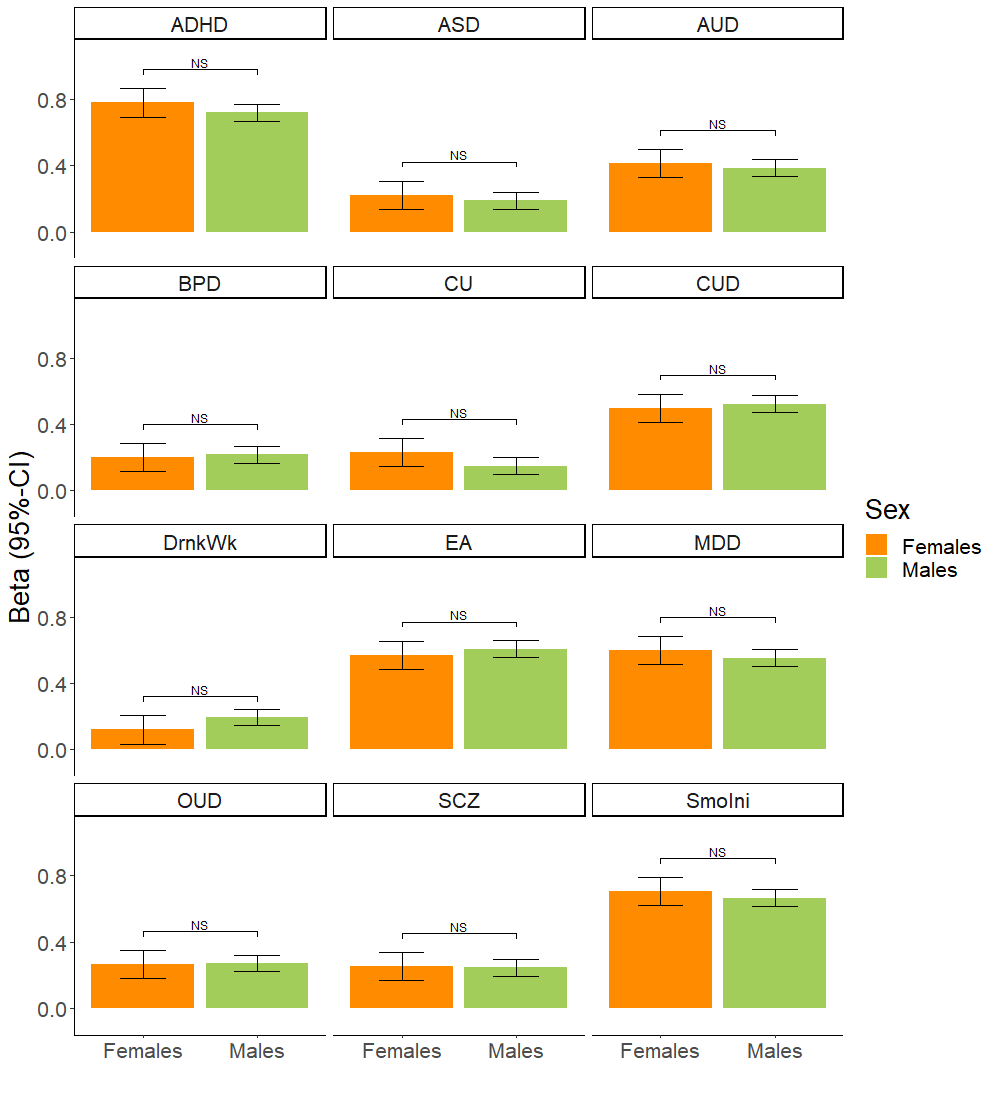 ADHD ASD AUD
NS NS NS
0.8
0.4
0.0
BPD CU CUD
NS NS NS
0.8
0.4
0.0
Beta (95%-CI)
DrnkWk EA MDD
NS NS NS
0.8
0.4
0.0
OUD SCZ SmoIni
NS NS NS
0.8
0.4
0.0
Females Males Females Males Females Males
Sex
Females
Males